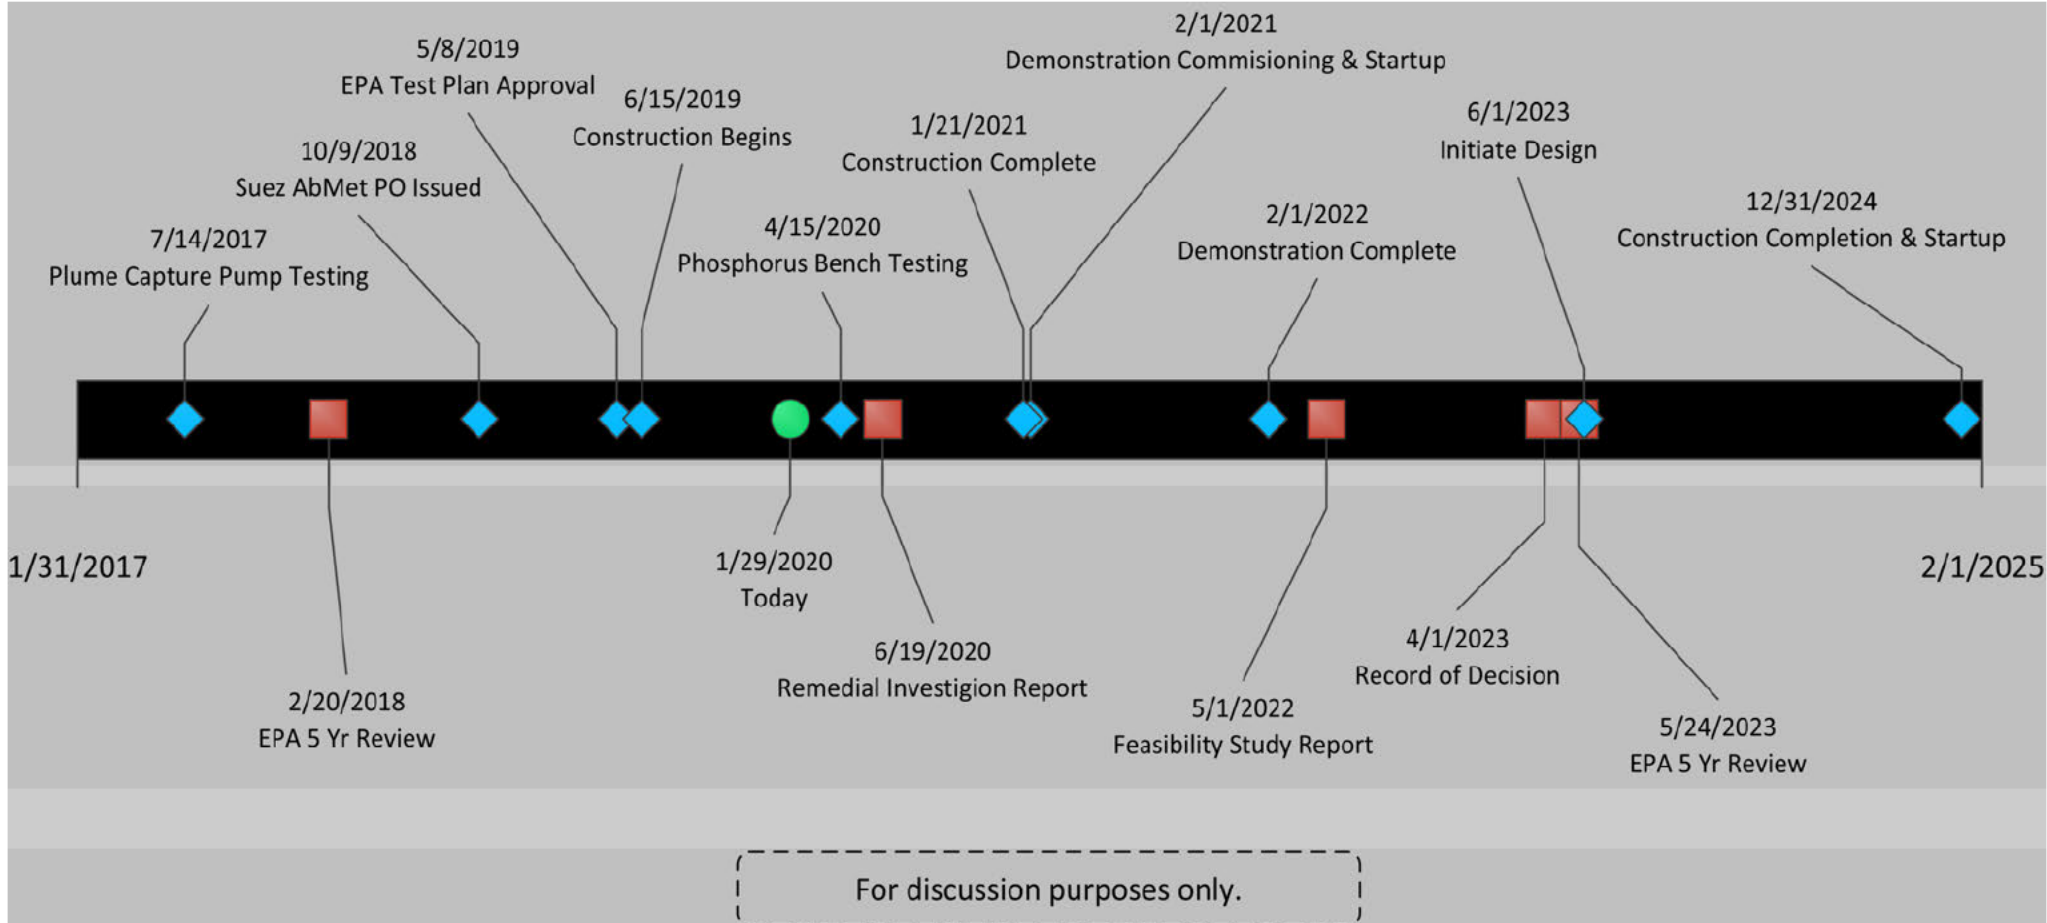 2/1/2021
Demonstration Commisioning & Startup
5/8/2019
EPA Test Plan Approval
6/15/2019
Construction Begins
6/1/2023
Initiate Design
1/21/2021
Construction Complete
10/9/2018
Suez AbMet PO Issued
12/31/2024
Construction Completion & Startup
2/1/2022
Demonstration Complete
4/15/2020
Phosphorus Bench Testing
7/14/2017
Plume Capture Pump Testing
1/31/2017
2/1/2025
1/29/2020
Today
6/19/2020
Remedial Investigion Report
4/1/2023
Record of Decision
2/20/2018
EPA 5 Yr Review
5/1/2022
Feasibility Study Report
5/24/2023
EPA 5 Yr Review
For discussion purposes only.